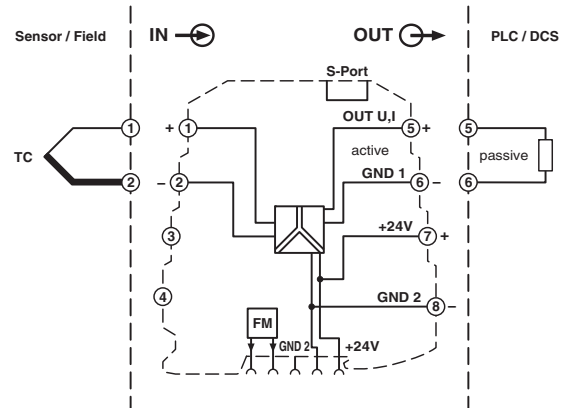 Sensor / Field
IN
OUT
PLC / DCS
S-Port
OUT U,I
1
+ 1
5 +
5
TC
active
passive
GND 1
2
– 2
6 –
6
+24V
3
7 +
GND 2
4
8 –
FM
GND 2
+24V